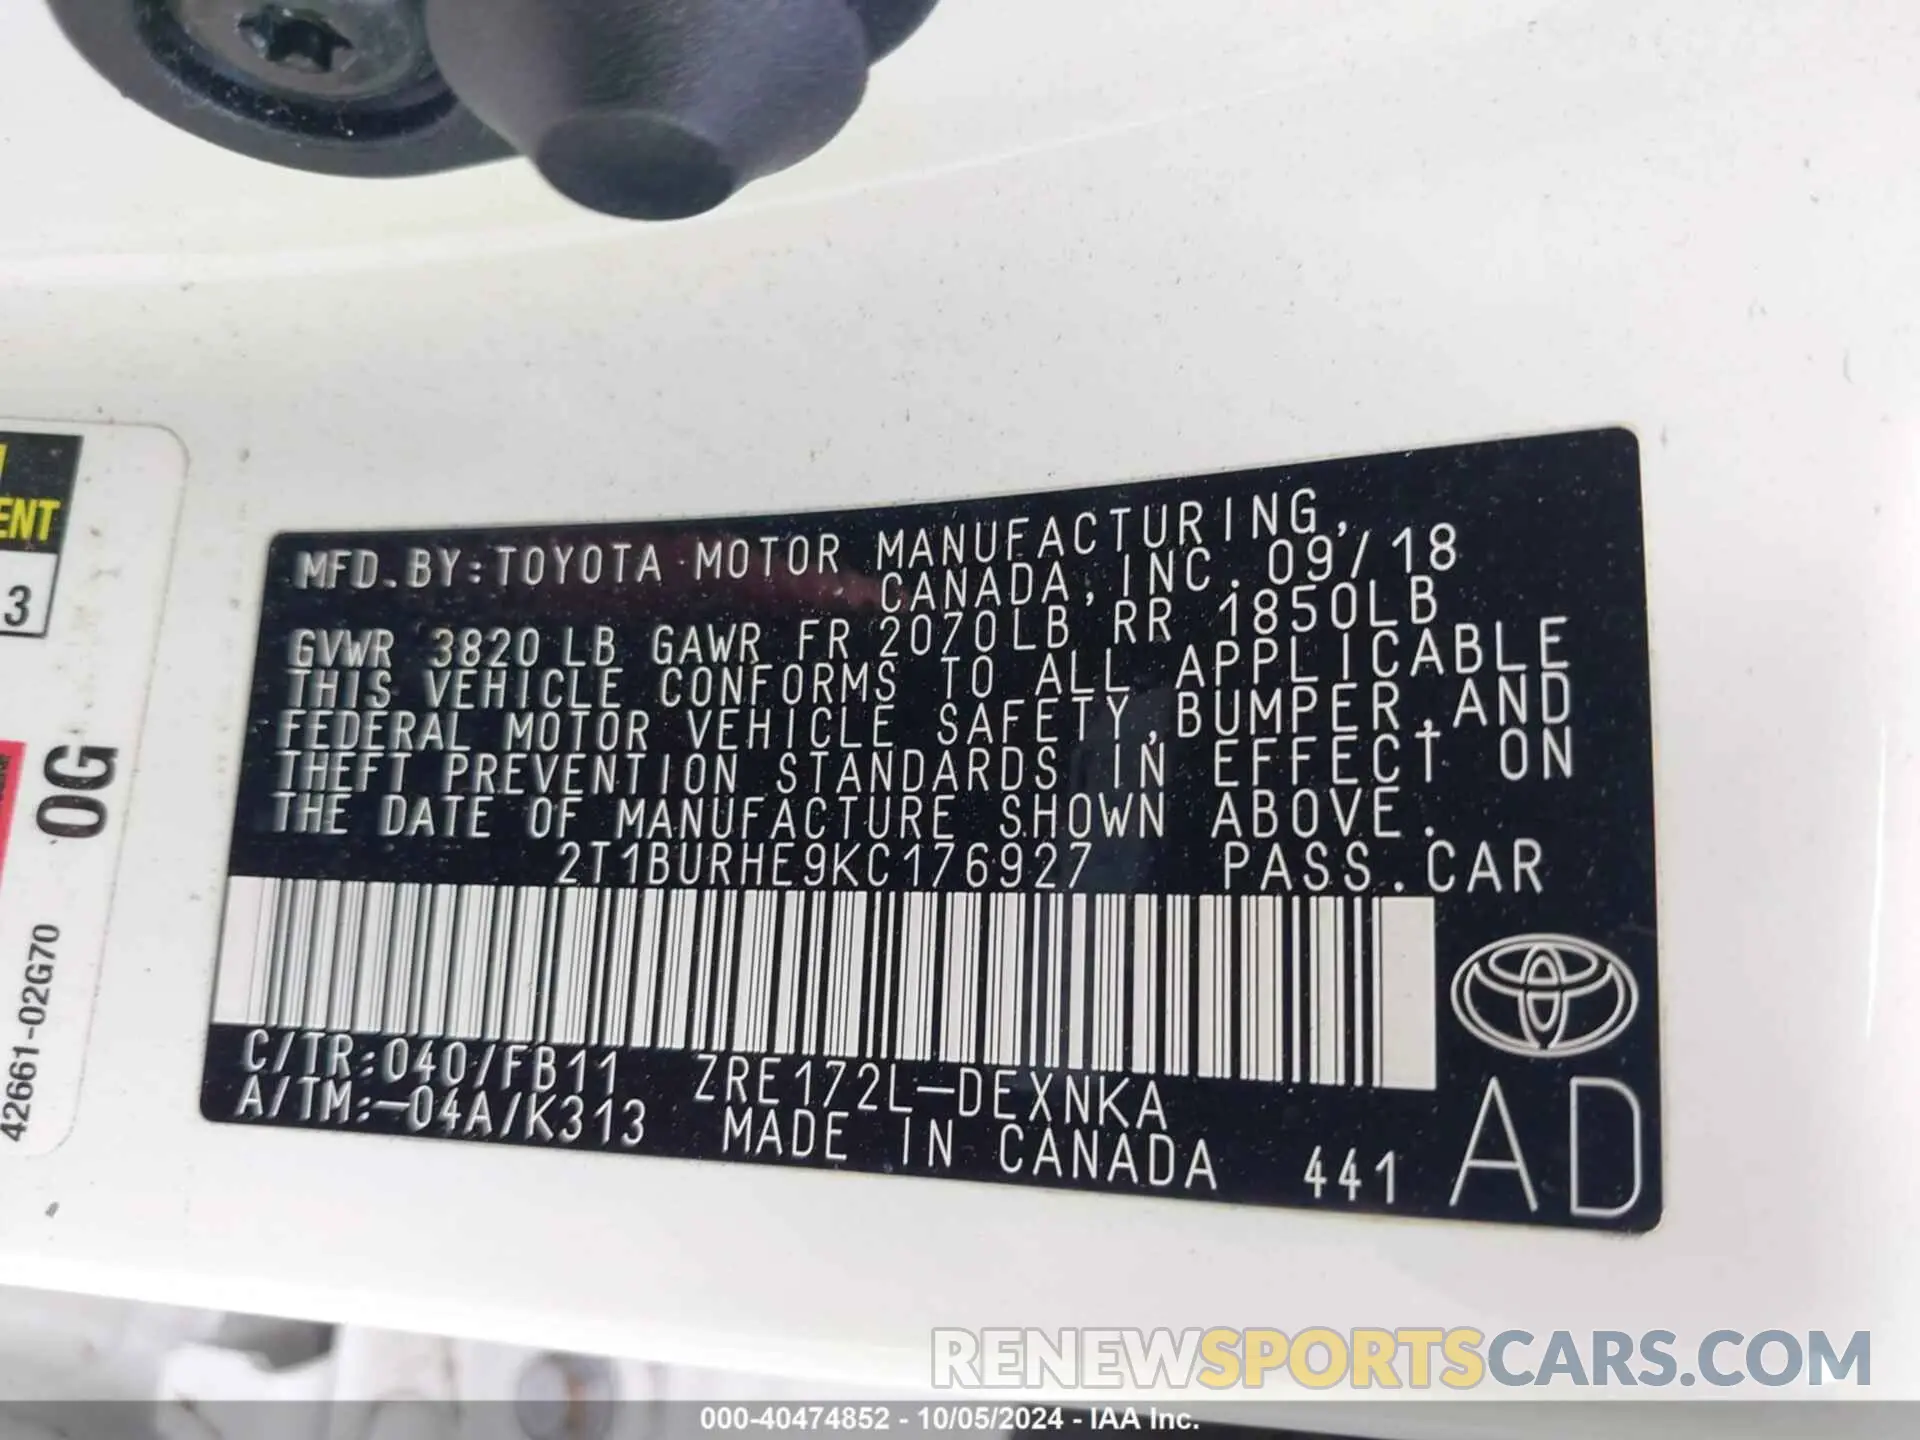 MFD. BY: TOYOTA MOTOR MANUFACTURING,
CANADA, INC. 09/18
GVWR 3820 LB GAWR FR 2070LB RR 1850LB
THIS VEHICLE CONFORMS TO ALL APPLICABLE
FEDERAL MOTOR VEHICLE SAFETY, BUMPER, AND
THEFT PREVENTION STANDARDS IN EFFECT ON
THE DATE OF MANUFACTURE SHOWN ABOVE.
2T1BURHE9KC176927 PASS. CAR
C/TR:040/FB11 ZRE172L-DEXNKA
A/TM:-04A/K313 MADE IN CANADA 441 AD
ENT
3
0G
42661-02G70
RENEWSPORTSCARS.COM
000-40474852 - 10/05/2024 - IAA Inc.